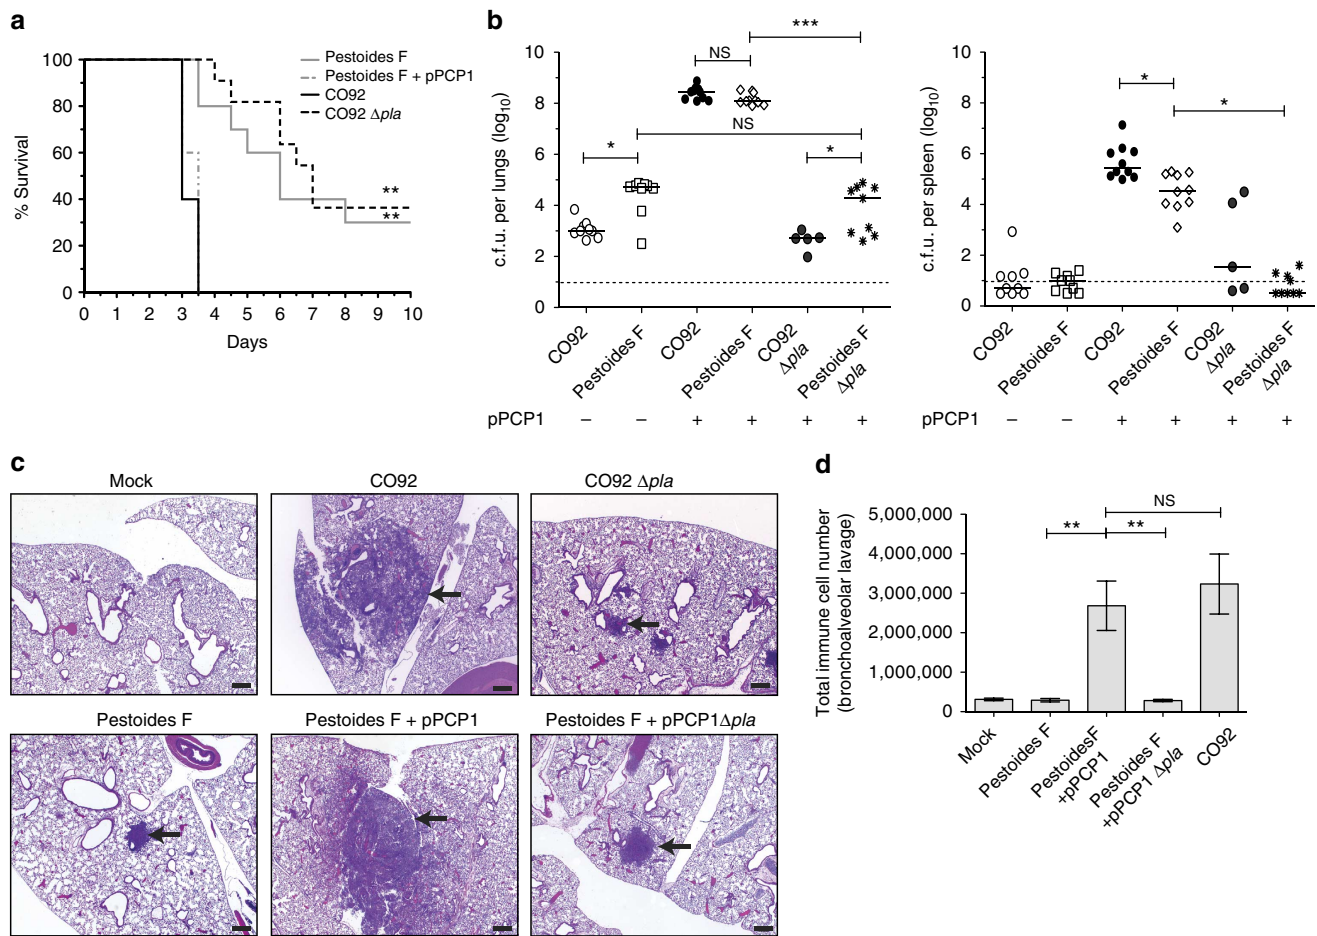 a
100
80
60
40
20
0
% Survival
0 1 2 3 4 5 6 7 8 9 10
Days
Pestoides F
Pestoides F + pPCP1
CO92
CO92 Δpla
**
**
b
10
8
6
4
2
0
c.f.u. per lungs (log10)
***
NS
NS
*
*
CO92
Pestoides F
CO92
Pestoides F
CO92 Δpla
Pestoides F Δpla
pPCP1 – – + + + +
10
8
6
4
2
0
c.f.u. per spleen (log10)
*
*
CO92
Pestoides F
CO92
Pestoides F
CO92 Δpla
Pestoides F Δpla
pPCP1 – – + + + +
c
Mock
CO92
CO92 Δpla
Pestoides F
Pestoides F + pPCP1
Pestoides F + pPCP1Δpla
d
5,000,000
4,000,000
3,000,000
2,000,000
1,000,000
0
Total immune cell number
(bronchoalveolar lavage)
NS
**
**
Mock
Pestoides F
PestoidesF
+pPCP1
Pestoides F
+pPCP1 Δpla
CO92